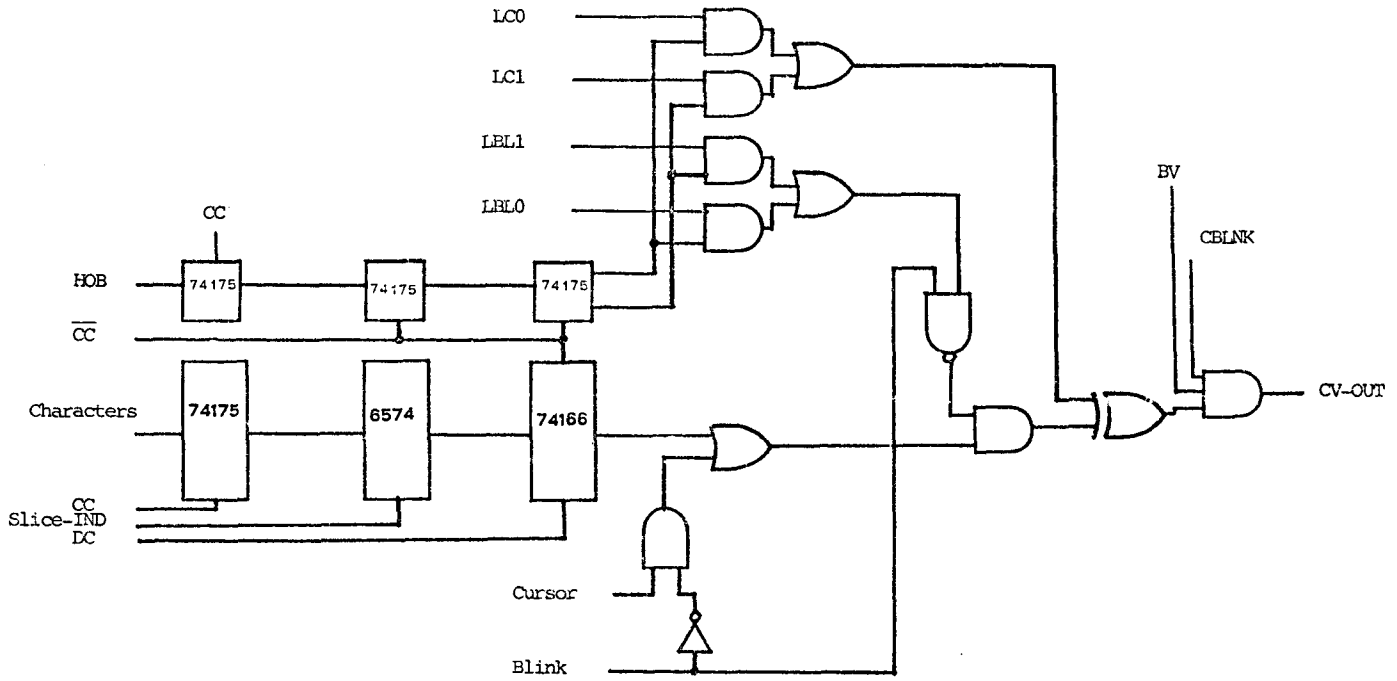 LC0
LC1
LBL1
LBL0
BV
CBLNK
CC
HOB
74175
74175
74175
C̅C̅
Characters
74175
6574
74166
CV-OUT
CC
Slice-IND
DC
Cursor
Blink